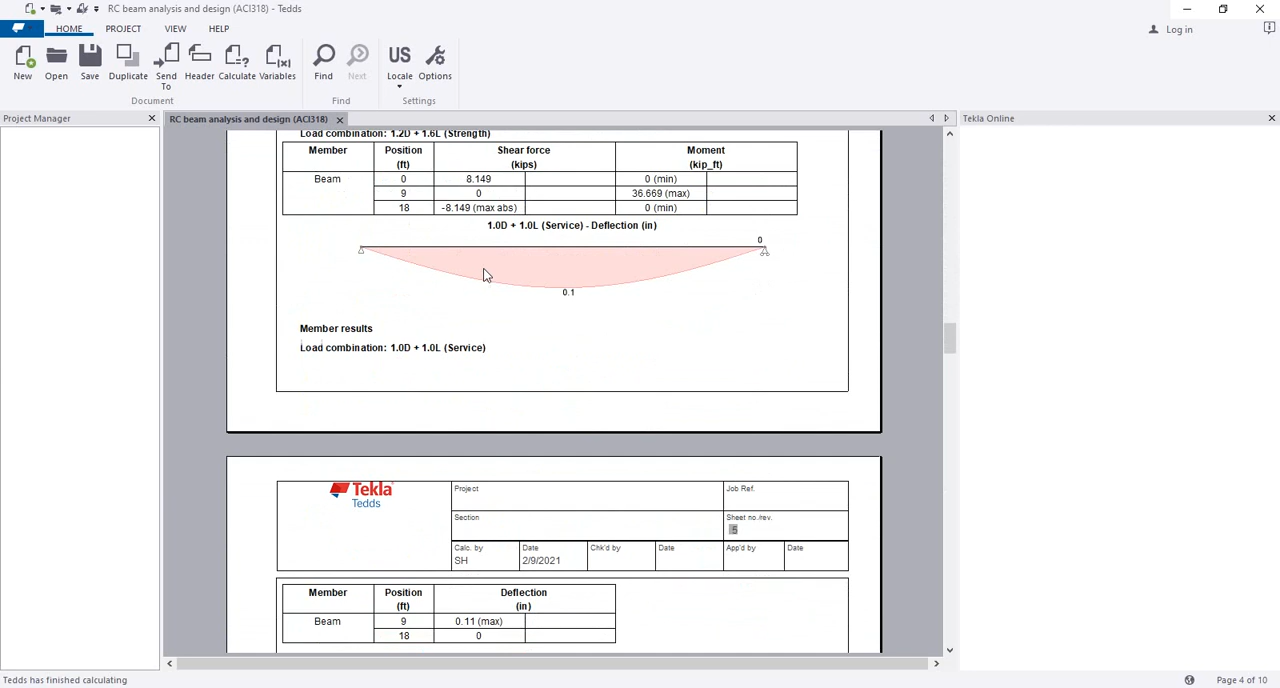 RC beam analysis and design (ACI318) - Tedds
HOME PROJECT VIEW HELP
Log in
New Open Save Duplicate Send To Header Calculate Variables Find Next Locale Options
US
Document Find Settings
Project Manager
RC beam analysis and design (ACI318)
Tekla Online
Load combination: 1.2D + 1.6L (Strength)
Member Position (ft) Shear force (kips) Moment (kip_ft)
Beam 0 8.149 0 (min)
9 0 36.669 (max)
18 -8.149 (max abs) 0 (min)
1.0D + 1.0L (Service) - Deflection (in)
0
0.1
Member results
Load combination: 1.0D + 1.0L (Service)
Tekla
Tedds
Project Job Ref.
Section Sheet no./rev.
5
Calc. by Date Chk'd by Date App'd by Date
SH 2/9/2021
Member Position (ft) Deflection (in)
Beam 9 0.11 (max)
18 0
Tedds has finished calculating
Page 4 of 10